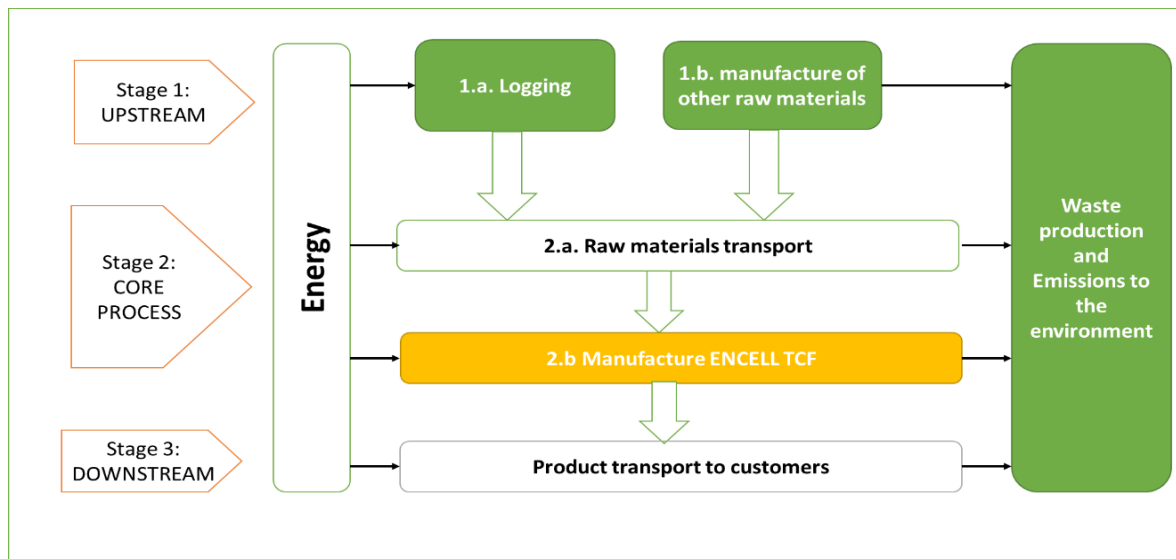 Stage 1:
UPSTREAM
Stage 2:
CORE
PROCESS
Stage 3:
DOWNSTREAM
Energy
1.a. Logging
1.b. manufacture of
other raw materials
2.a. Raw materials transport
2.b Manufacture ENCELL TCF
Product transport to customers
Waste
production
and
Emissions to
the
environment